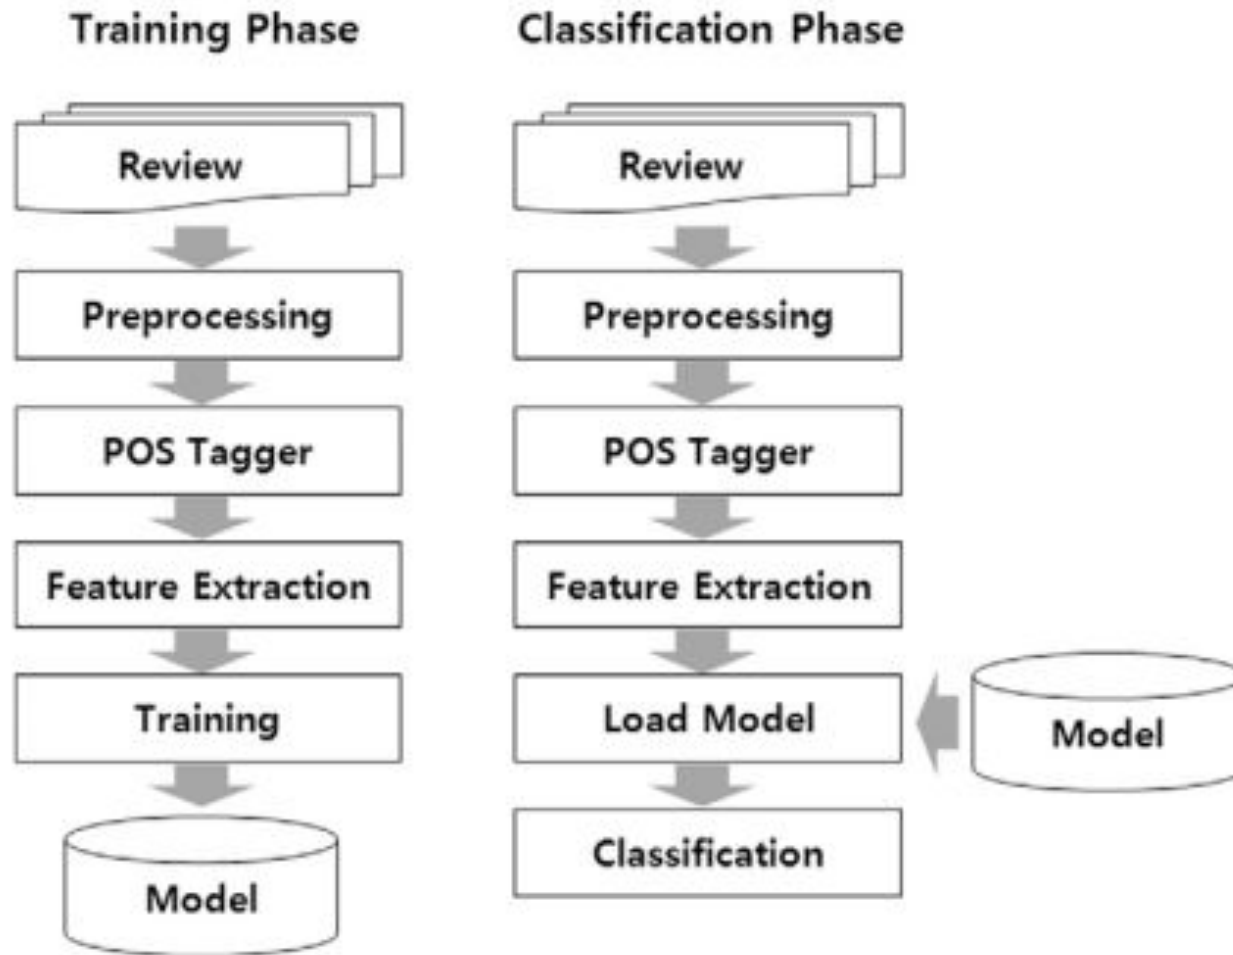 Training Phase
Review
Preprocessing
POS Tagger
Feature Extraction
Training
Model
Classification Phase
Review
Preprocessing
POS Tagger
Feature Extraction
Load Model
Model
Classification